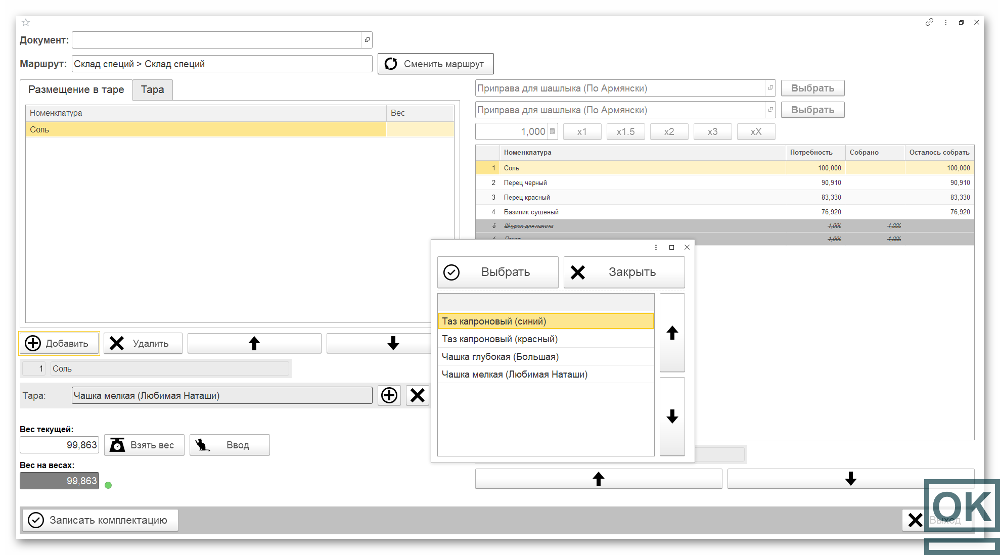 Документ:
Маршрут: Склад специй > Склад специй Сменить маршрут
Размещение в таре Тара
Номенклатура Вес
Соль
Добавить Удалить
1 Соль
Тара: Чашка мелкая (Любимая Наташи)
Вес текущей:
99,863 Взять вес Ввод
Вес на весах:
99,863
Записать комплектацию
Приправа для шашлыка (По Армянски) Выбрать
Приправа для шашлыка (По Армянски) Выбрать
1,000 x1 x1.5 x2 x3 xX
Номенклатура Потребность Собрано Осталось собрать
1 Соль 100,000 100,000
2 Перец черный 90,910 90,910
3 Перец красный 83,330 83,330
4 Базилик сушеный 76,920 76,920
5 Шнурок для пакета 1,000 1,000
6 Пакет 1,000 1,000
Выбрать Закрыть
Таз капроновый (синий)
Таз капроновый (красный)
Чашка глубокая (Большая)
Чашка мелкая (Любимая Наташи)
Выход
OK